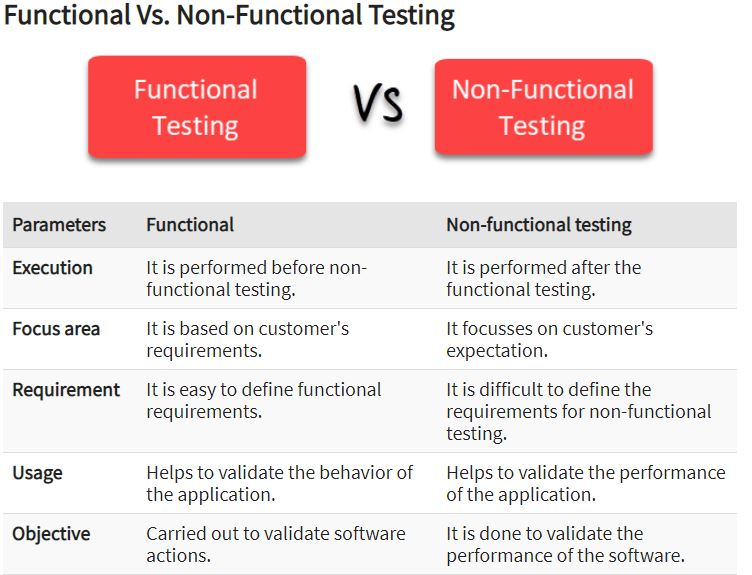 Functional Vs. Non-Functional Testing
Functional
Testing
VS
Non-Functional
Testing
Parameters Functional Non-functional testing
Execution It is performed before non- It is performed after the
functional testing. functional testing.
Focus area It is based on customer's It focusses on customer's
requirements. expectation.
Requirement It is easy to define functional It is difficult to define the
requirements. requirements for non-functional
testing.
Usage Helps to validate the behavior of Helps to validate the performance
the application. of the application.
Objective Carried out to validate software It is done to validate the
actions. performance of the software.